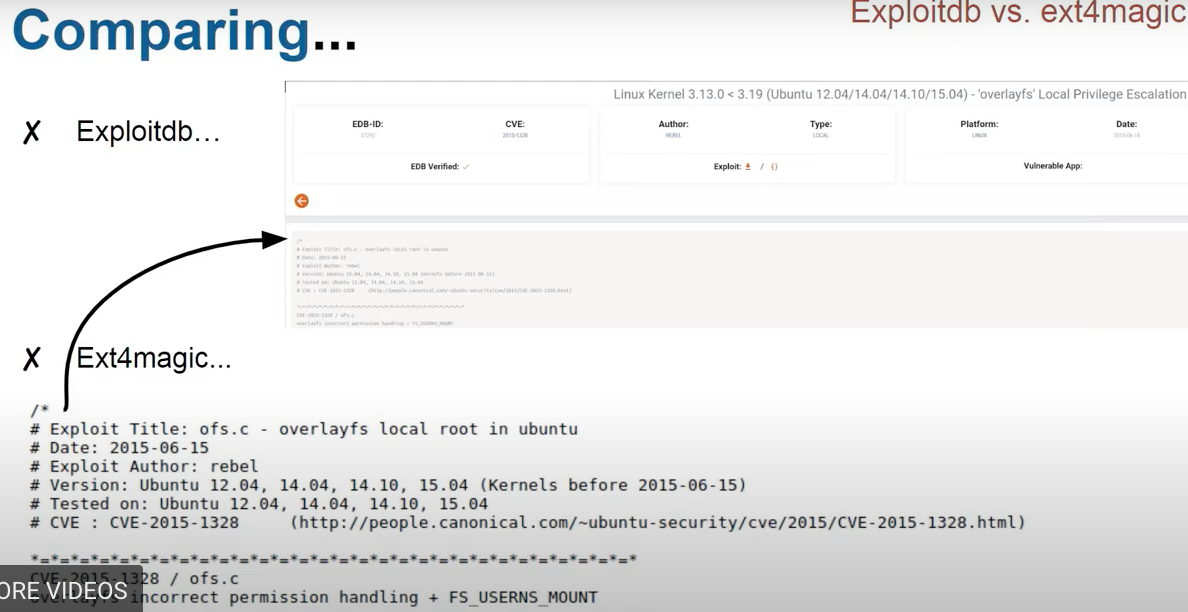 Comparing...
Exploitdb vs. ext4magic
✗ Exploitdb…
Linux Kernel 3.13.0 < 3.19 (Ubuntu 12.04/14.04/14.10/15.04) - 'overlayfs' Local Privilege Escalation
EDB-ID:
37292
CVE:
2015-1328
Author:
REBEL
Type:
LOCAL
Platform:
LINUX
Date:
2015-06-16
EDB Verified: ✓
Exploit: / {}
Vulnerable App:
/*
# Exploit Title: ofs.c - overlayfs local root in ubuntu
# Date: 2015-06-15
# Exploit Author: rebel
# Version: Ubuntu 12.04, 14.04, 14.10, 15.04 (Kernels before 2015-06-15)
# Tested on: Ubuntu 12.04, 14.04, 14.10, 15.04
# CVE : CVE-2015-1328 (http://people.canonical.com/~ubuntu-security/cve/2015/CVE-2015-1328.html)
*=*=*=*=*=*=*=*=*=*=*=*=*=*=*=*=*=*=*=*=*=*=*=*=*=*=*=*=*=*=*
CVE-2015-1328 / ofs.c
overlayfs incorrect permission handling + FS_USERNS_MOUNT
✗ Ext4magic...
/*
# Exploit Title: ofs.c - overlayfs local root in ubuntu
# Date: 2015-06-15
# Exploit Author: rebel
# Version: Ubuntu 12.04, 14.04, 14.10, 15.04 (Kernels before 2015-06-15)
# Tested on: Ubuntu 12.04, 14.04, 14.10, 15.04
# CVE : CVE-2015-1328 (http://people.canonical.com/~ubuntu-security/cve/2015/CVE-2015-1328.html)
*=*=*=*=*=*=*=*=*=*=*=*=*=*=*=*=*=*=*=*=*=*=*=*=*=*=*=*=*=*=*
CVE-2015-1328 / ofs.c
overlayfs incorrect permission handling + FS_USERNS_MOUNT
ORE VIDEOS